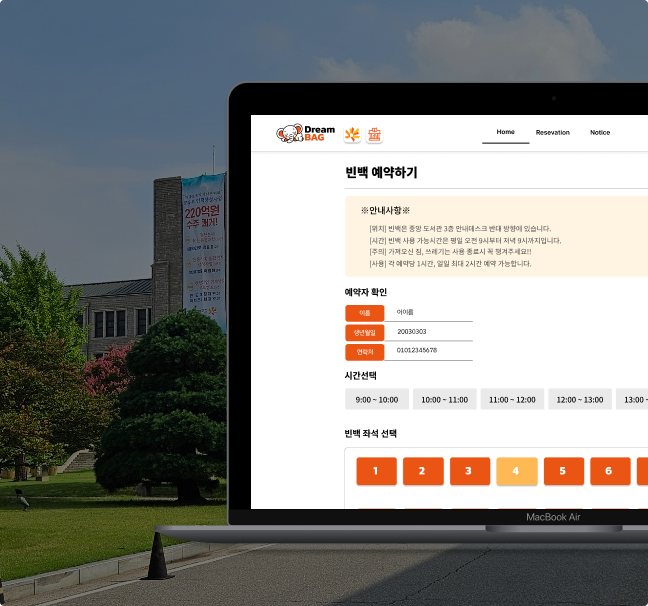 Dream
BAG
Home
Resevation
Notice
빈백 예약하기
※안내사항※
[위치] 빈백은 중앙 도서관 3층 안내데스크 반대 방향에 있습니다.
[시간] 빈백 사용 가능시간은 평일 오전 9시부터 저녁 9시까지입니다.
[주의] 가져오신 짐, 쓰레기는 사용 종료시 꼭 챙겨주세요!!
[사용] 각 예약당 1시간, 일일 최대 2시간 예약 가능합니다.
예약자 확인
이름 어이름
생년월일 20030303
연락처 01012345678
시간선택
9:00 ~ 10:00
10:00 ~ 11:00
11:00 ~ 12:00
12:00 ~ 13:00
13:00 ~
빈백 좌석 선택
1
2
3
4
5
6
MacBook Air
220억원
수주 쾌거!